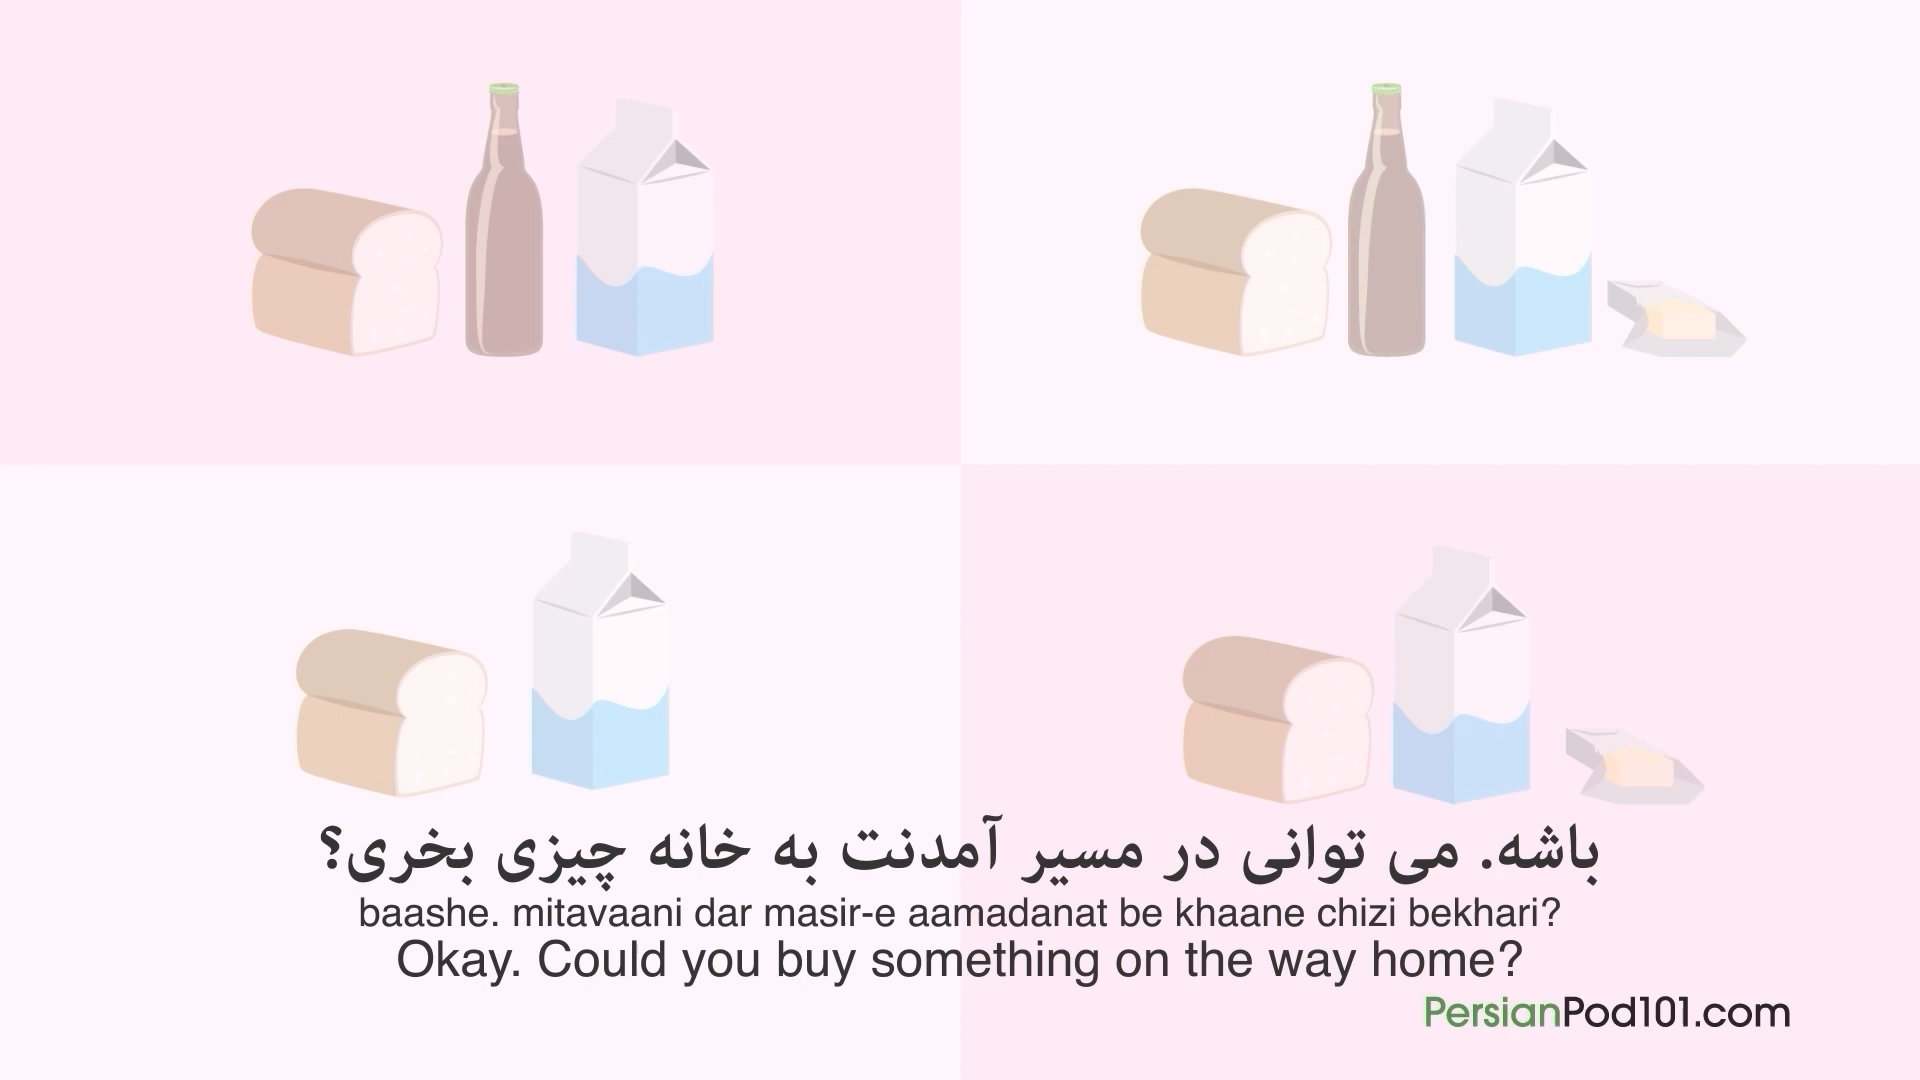 باشه. می توانی در مسیر آمدنت به خانه چیزی بخری؟
baashe. mitavaani dar masir-e aamadanat be khaane chizi bekhari?
Okay. Could you buy something on the way home?
PersianPod101.com